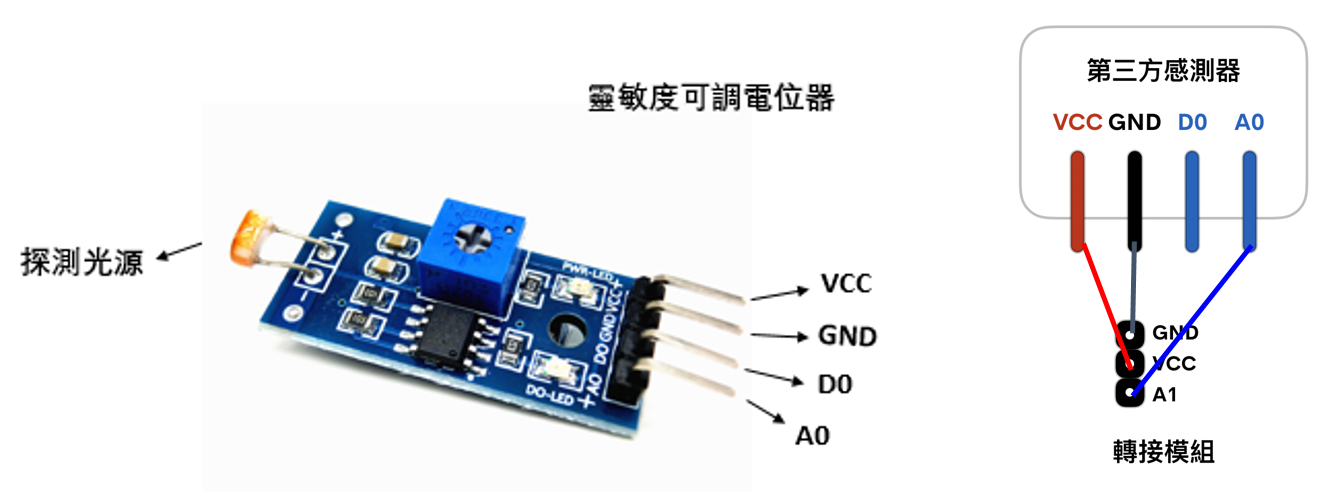 靈敏度可調電位器
探測光源
PWR-LED
+
-
VCC
GND
DO
AO
DO-LED
+
VCC
GND
D0
A0
第三方感測器
VCC GND D0 A0
GND
VCC
A1
轉接模組